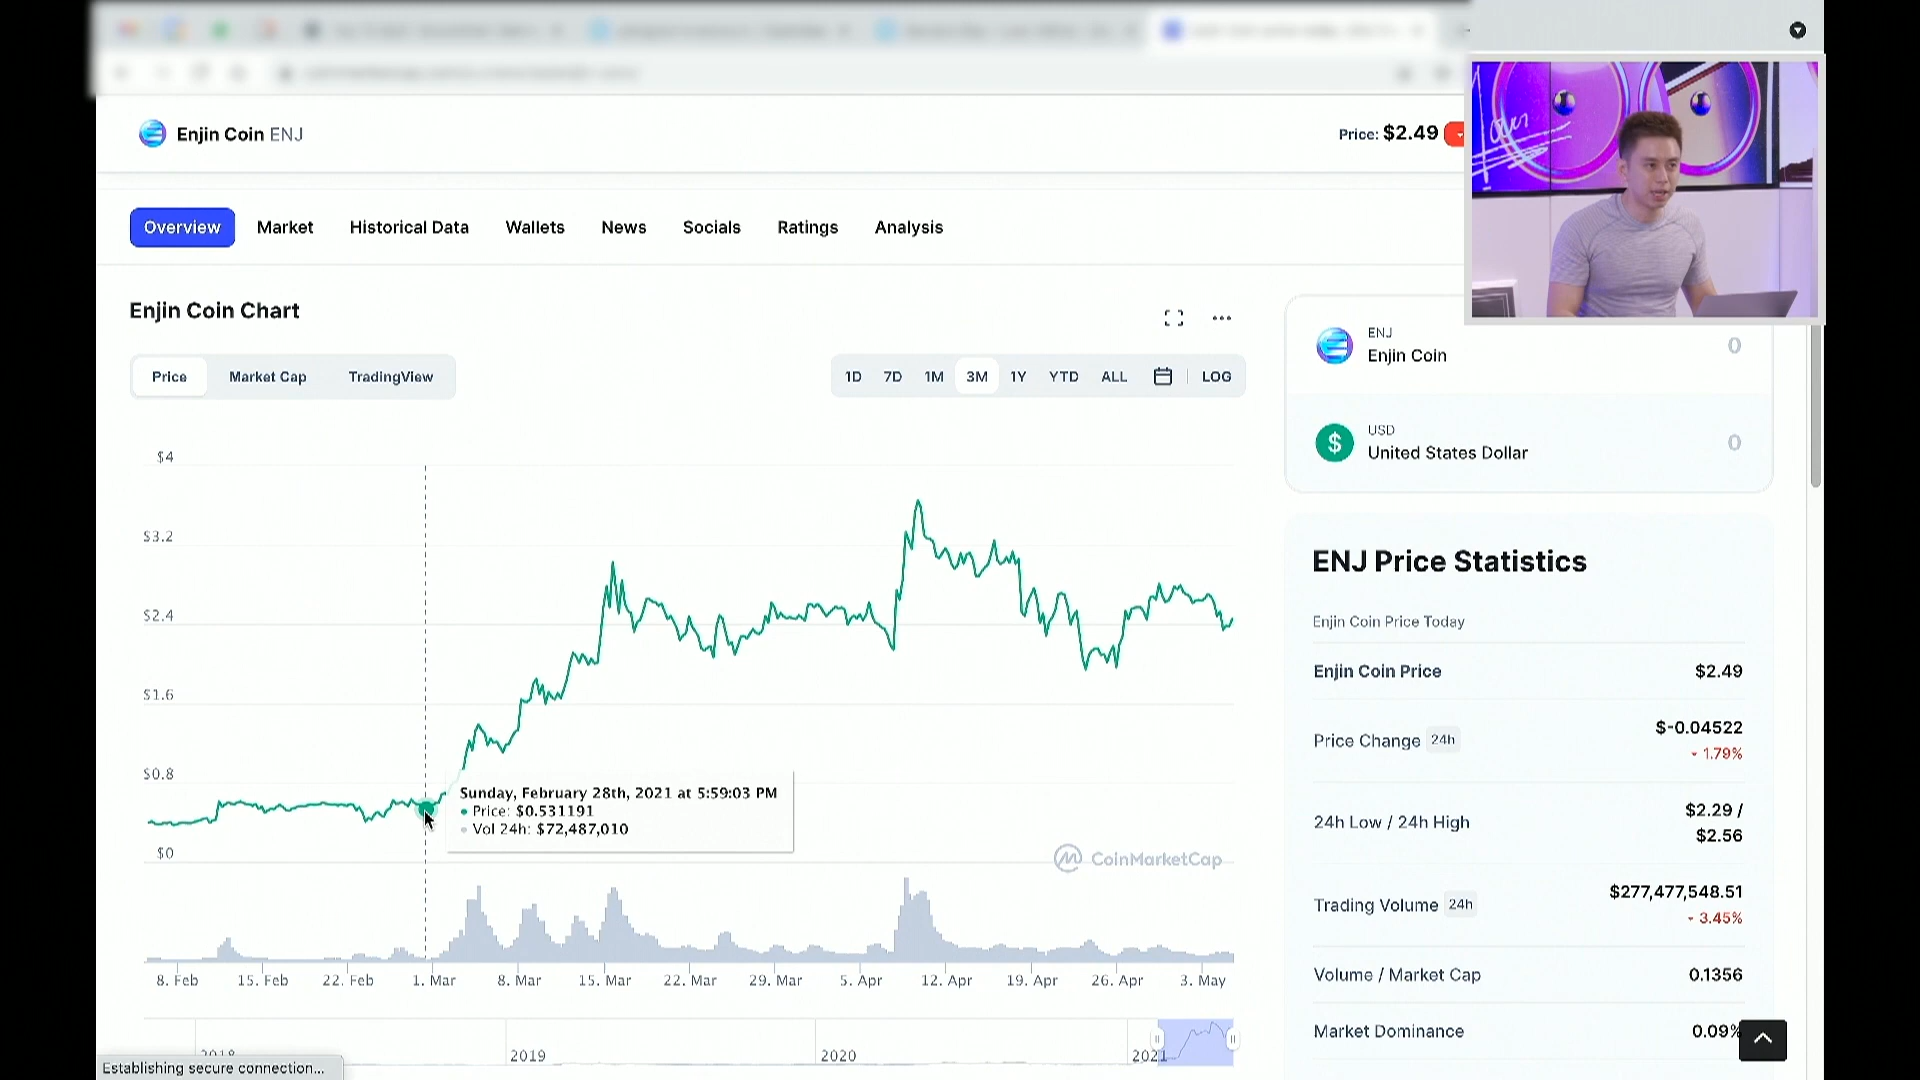 Enjin Coin ENJ
Price: $2.49
Overview Market Historical Data Wallets News Socials Ratings Analysis
Enjin Coin Chart
Price Market Cap TradingView
1D 7D 1M 3M 1Y YTD ALL LOG
ENJ
Enjin Coin
0
USD
United States Dollar
0
$4
$3.2
$2.4
$1.6
$0.8
$0
Sunday, February 28th, 2021 at 5:59:03 PM
Price: $0.531191
Vol 24h: $72,487,010
CoinMarketCap
8. Feb 15. Feb 22. Feb 1. Mar 8. Mar 15. Mar 22. Mar 29. Mar 5. Apr 12. Apr 19. Apr 26. Apr 3. May
2018 2019 2020 2021
Establishing secure connection...
ENJ Price Statistics
Enjin Coin Price Today
Enjin Coin Price $2.49
Price Change 24h $-0.04522
1.79%
24h Low / 24h High $2.29 /
$2.56
Trading Volume 24h $277,477,548.51
3.45%
Volume / Market Cap 0.1356
Market Dominance 0.09%